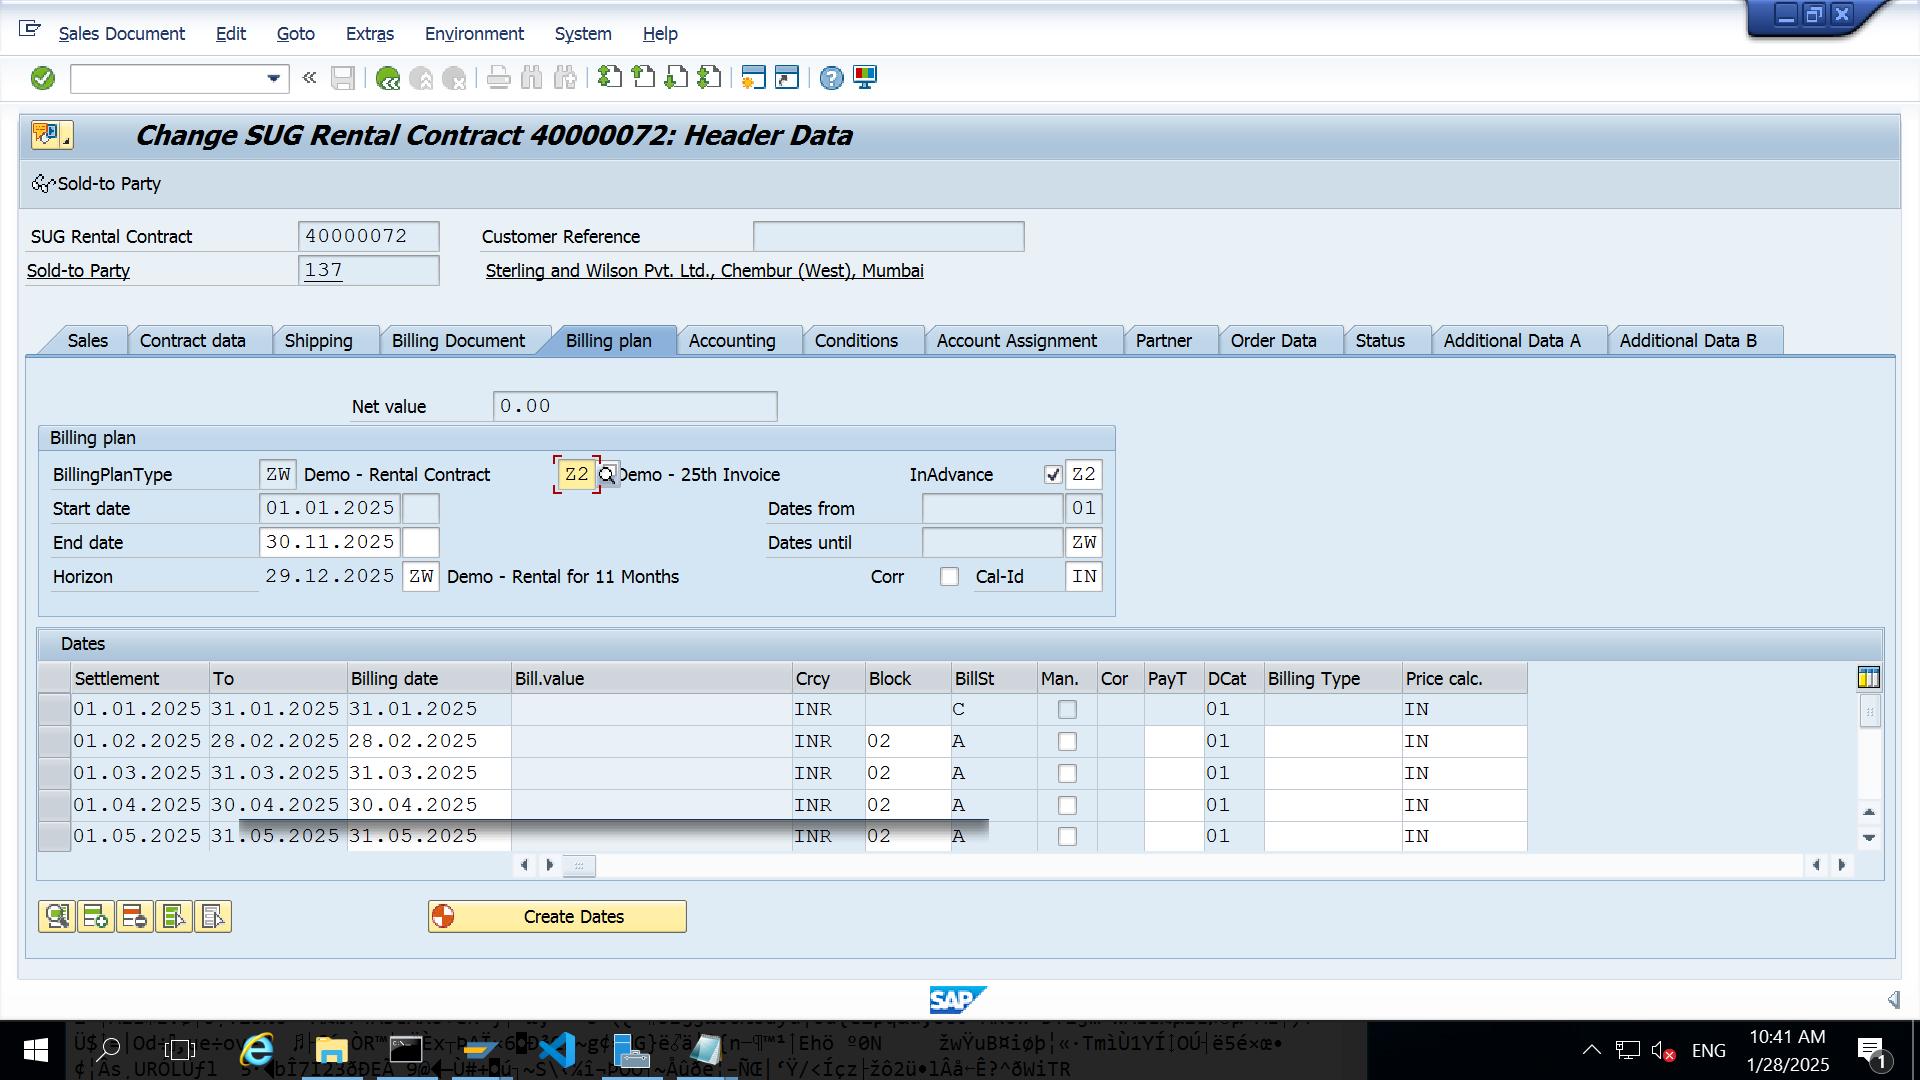 Sales Document Edit Goto Extras Environment System Help
Change SUG Rental Contract 40000072: Header Data
Sold-to Party
SUG Rental Contract 40000072 Customer Reference
Sold-to Party 137 Sterling and Wilson Pvt. Ltd., Chembur (West), Mumbai
Sales Contract data Shipping Billing Document Billing plan Accounting Conditions Account Assignment Partner Order Data Status Additional Data A Additional Data B
Net value 0.00
Billing plan
BillingPlanType ZW Demo - Rental Contract Z2 Demo - 25th Invoice InAdvance Z2
Start date 01.01.2025 Dates from 01
End date 30.11.2025 Dates until ZW
Horizon 29.12.2025 ZW Demo - Rental for 11 Months Corr Cal-Id IN
Dates
Settlement To Billing date Bill.value Crcy Block BillSt Man. Cor PayT DCat Billing Type Price calc.
01.01.2025 31.01.2025 31.01.2025 INR C 01 IN
01.02.2025 28.02.2025 28.02.2025 INR 02 A 01 IN
01.03.2025 31.03.2025 31.03.2025 INR 02 A 01 IN
01.04.2025 30.04.2025 30.04.2025 INR 02 A 01 IN
01.05.2025 31.05.2025 31.05.2025 INR 02 A 01 IN
Create Dates
SAP
ENG 10:41 AM
1/28/2025 1